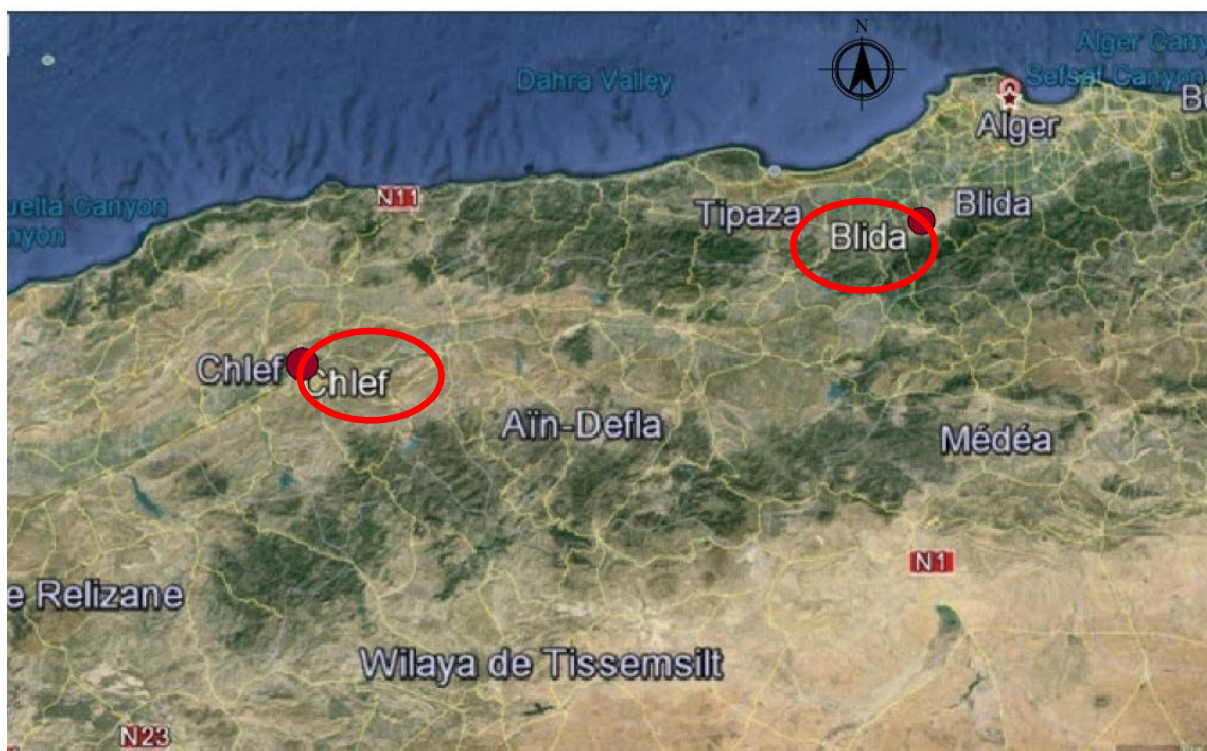 N
Alger Cany
Sefsaf Canyon
Dahra Valley
Alger
N11
uella Canyon
nyon
Tipaza
Blida
Blida
Chlef
Chlef
Aïn-Defla
Médéa
N1
e Relizane
Wilaya de Tissemsilt
N23